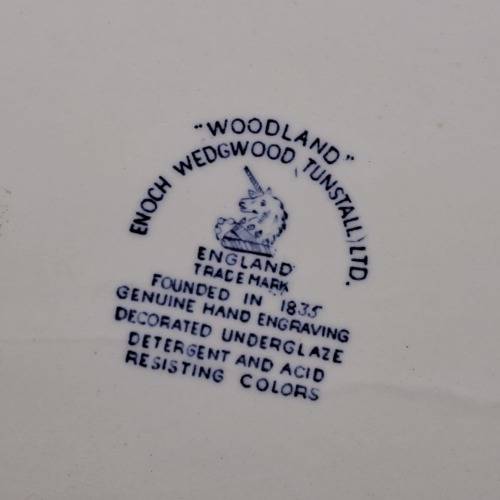 "WOODLAND"
ENOCH WEDGWOOD (TUNSTALL) LTD.
ENGLAND
TRADE MARK
FOUNDED IN 1835
GENUINE HAND ENGRAVING
DECORATED UNDERGLAZE
DETERGENT AND ACID
RESISTING COLORS